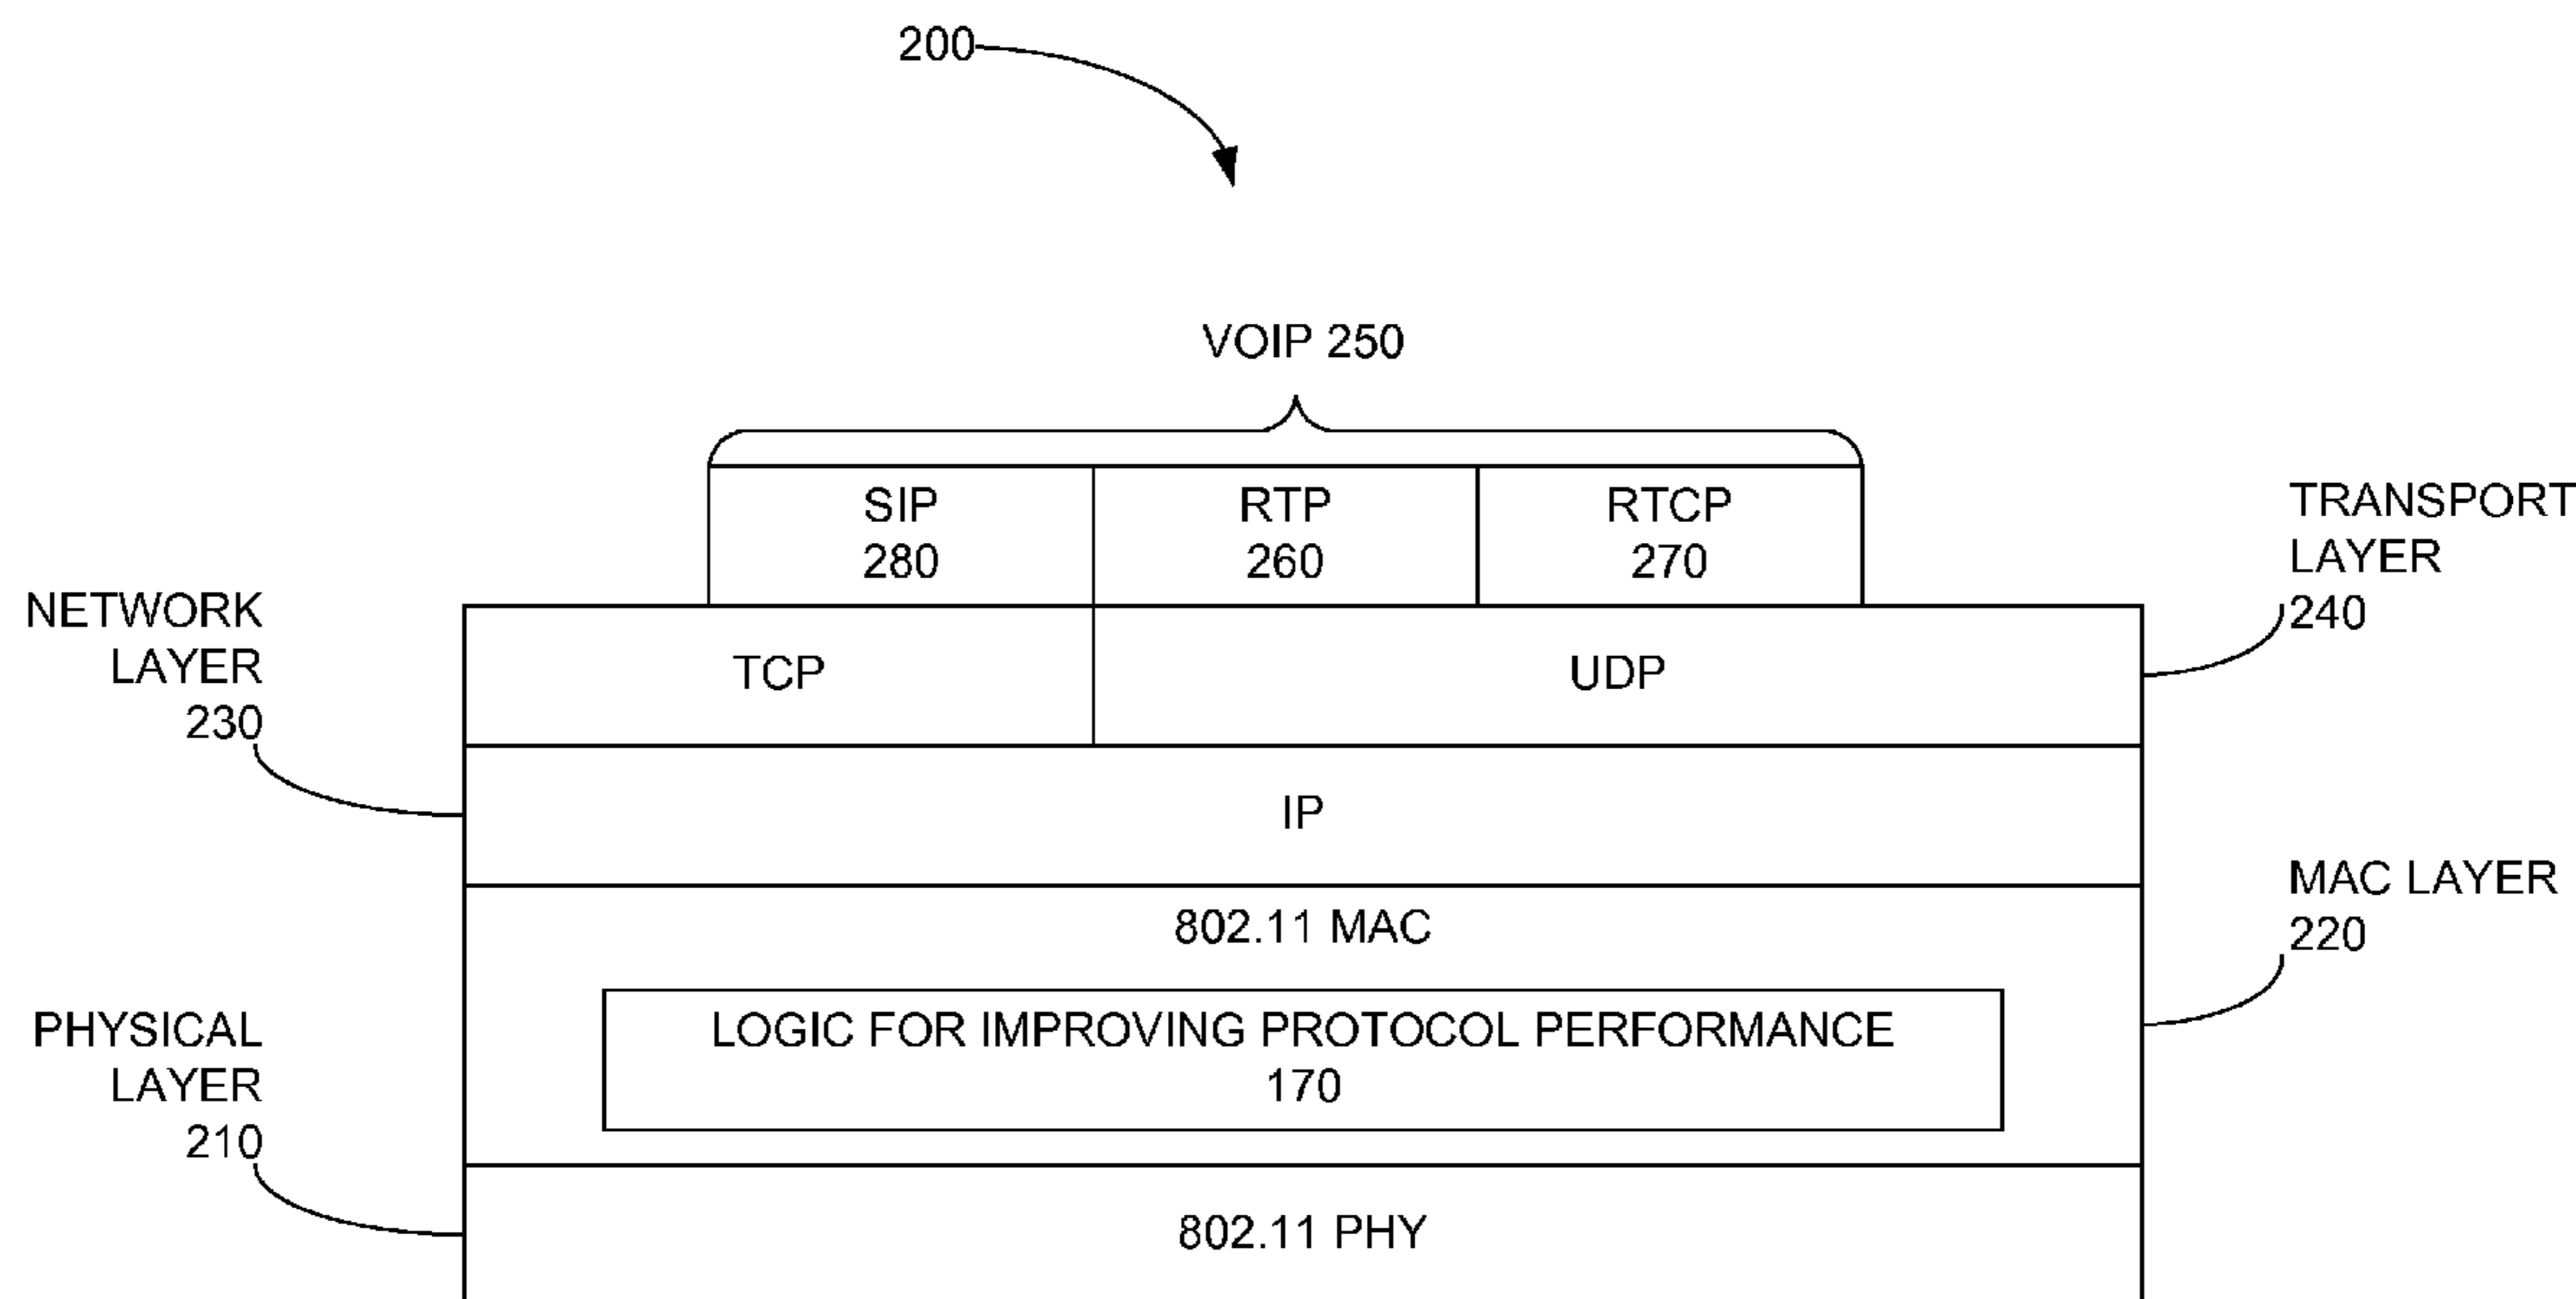 200
VOIP 250
SIP
280
RTP
260
RTCP
270
TRANSPORT
LAYER
240
NETWORK
LAYER
230
TCP
UDP
IP
MAC LAYER
220
802.11 MAC
LOGIC FOR IMPROVING PROTOCOL PERFORMANCE
170
PHYSICAL
LAYER
210
802.11 PHY